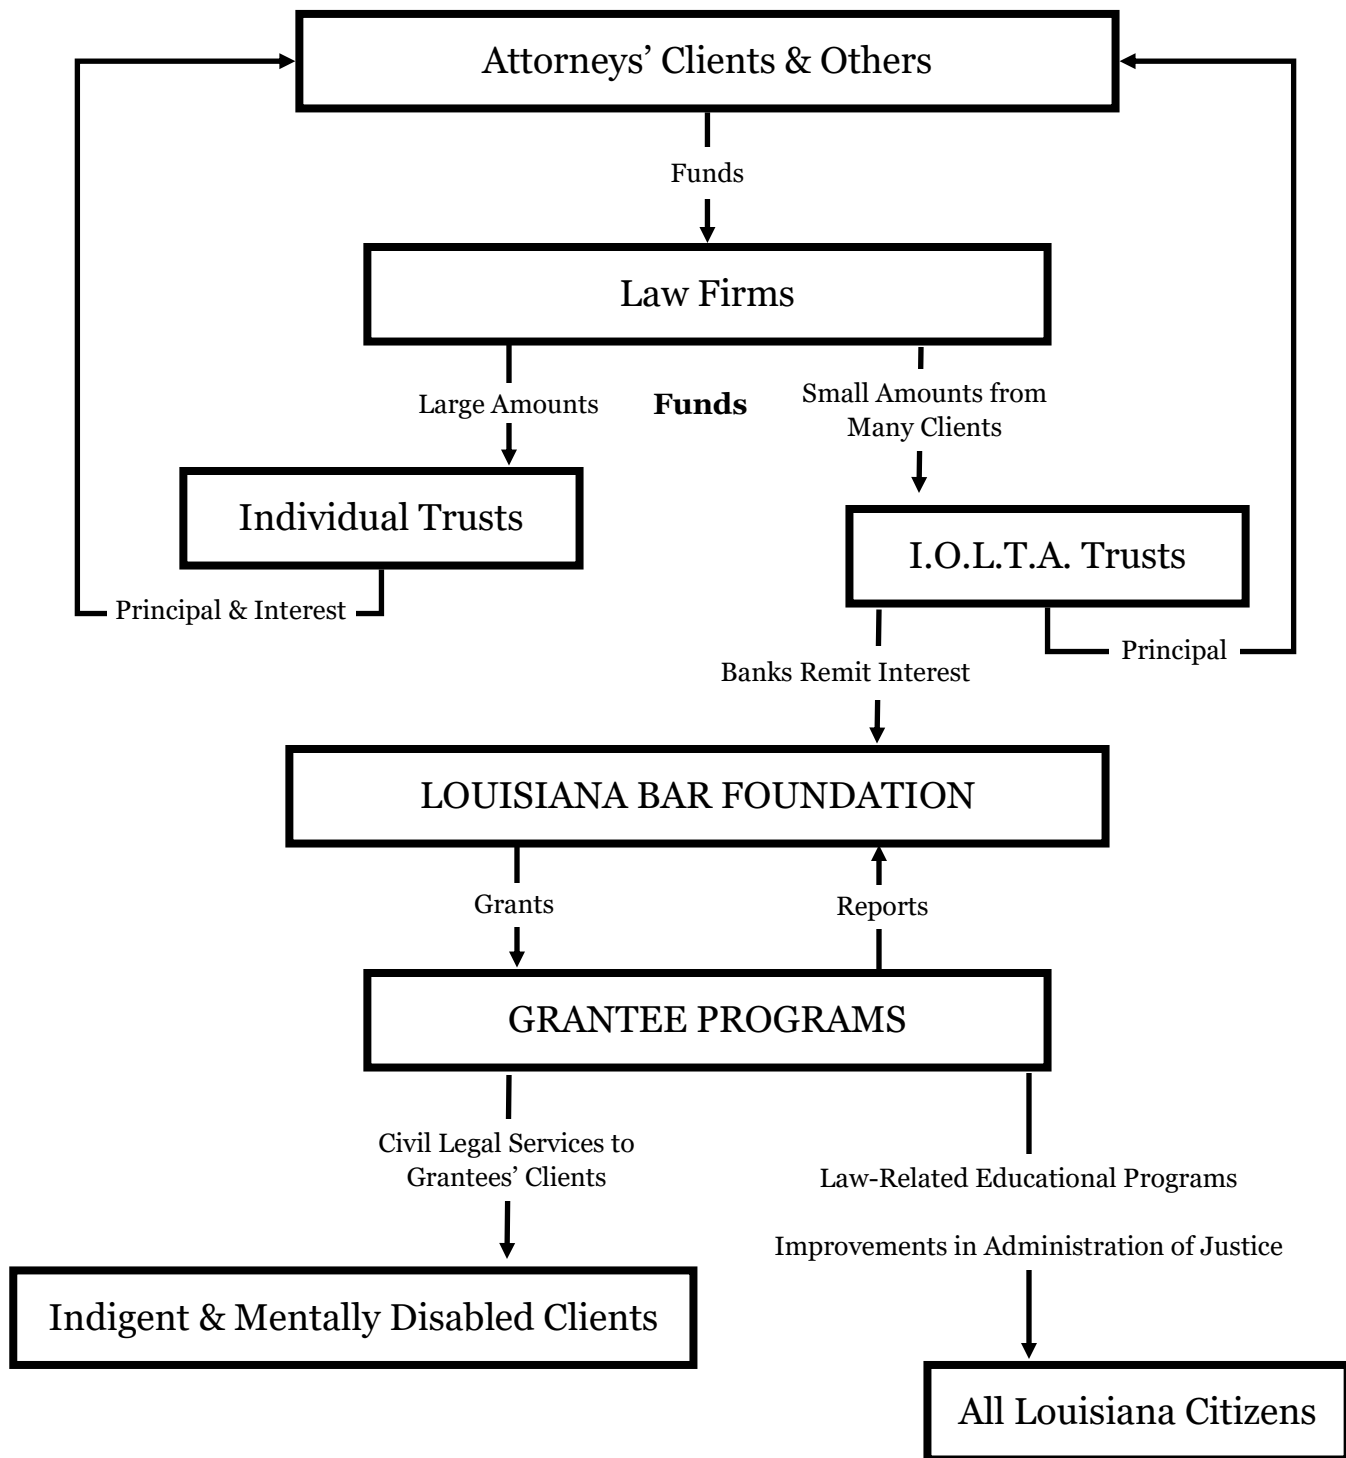 Attorneys’ Clients & Others
Funds
Law Firms
Large Amounts
Funds
Small Amounts from
Many Clients
Individual Trusts
I.O.L.T.A. Trusts
Principal & Interest
Principal
Banks Remit Interest
LOUISIANA BAR FOUNDATION
Grants
Reports
GRANTEE PROGRAMS
Civil Legal Services to
Grantees’ Clients
Law-Related Educational Programs
Improvements in Administration of Justice
Indigent & Mentally Disabled Clients
All Louisiana Citizens